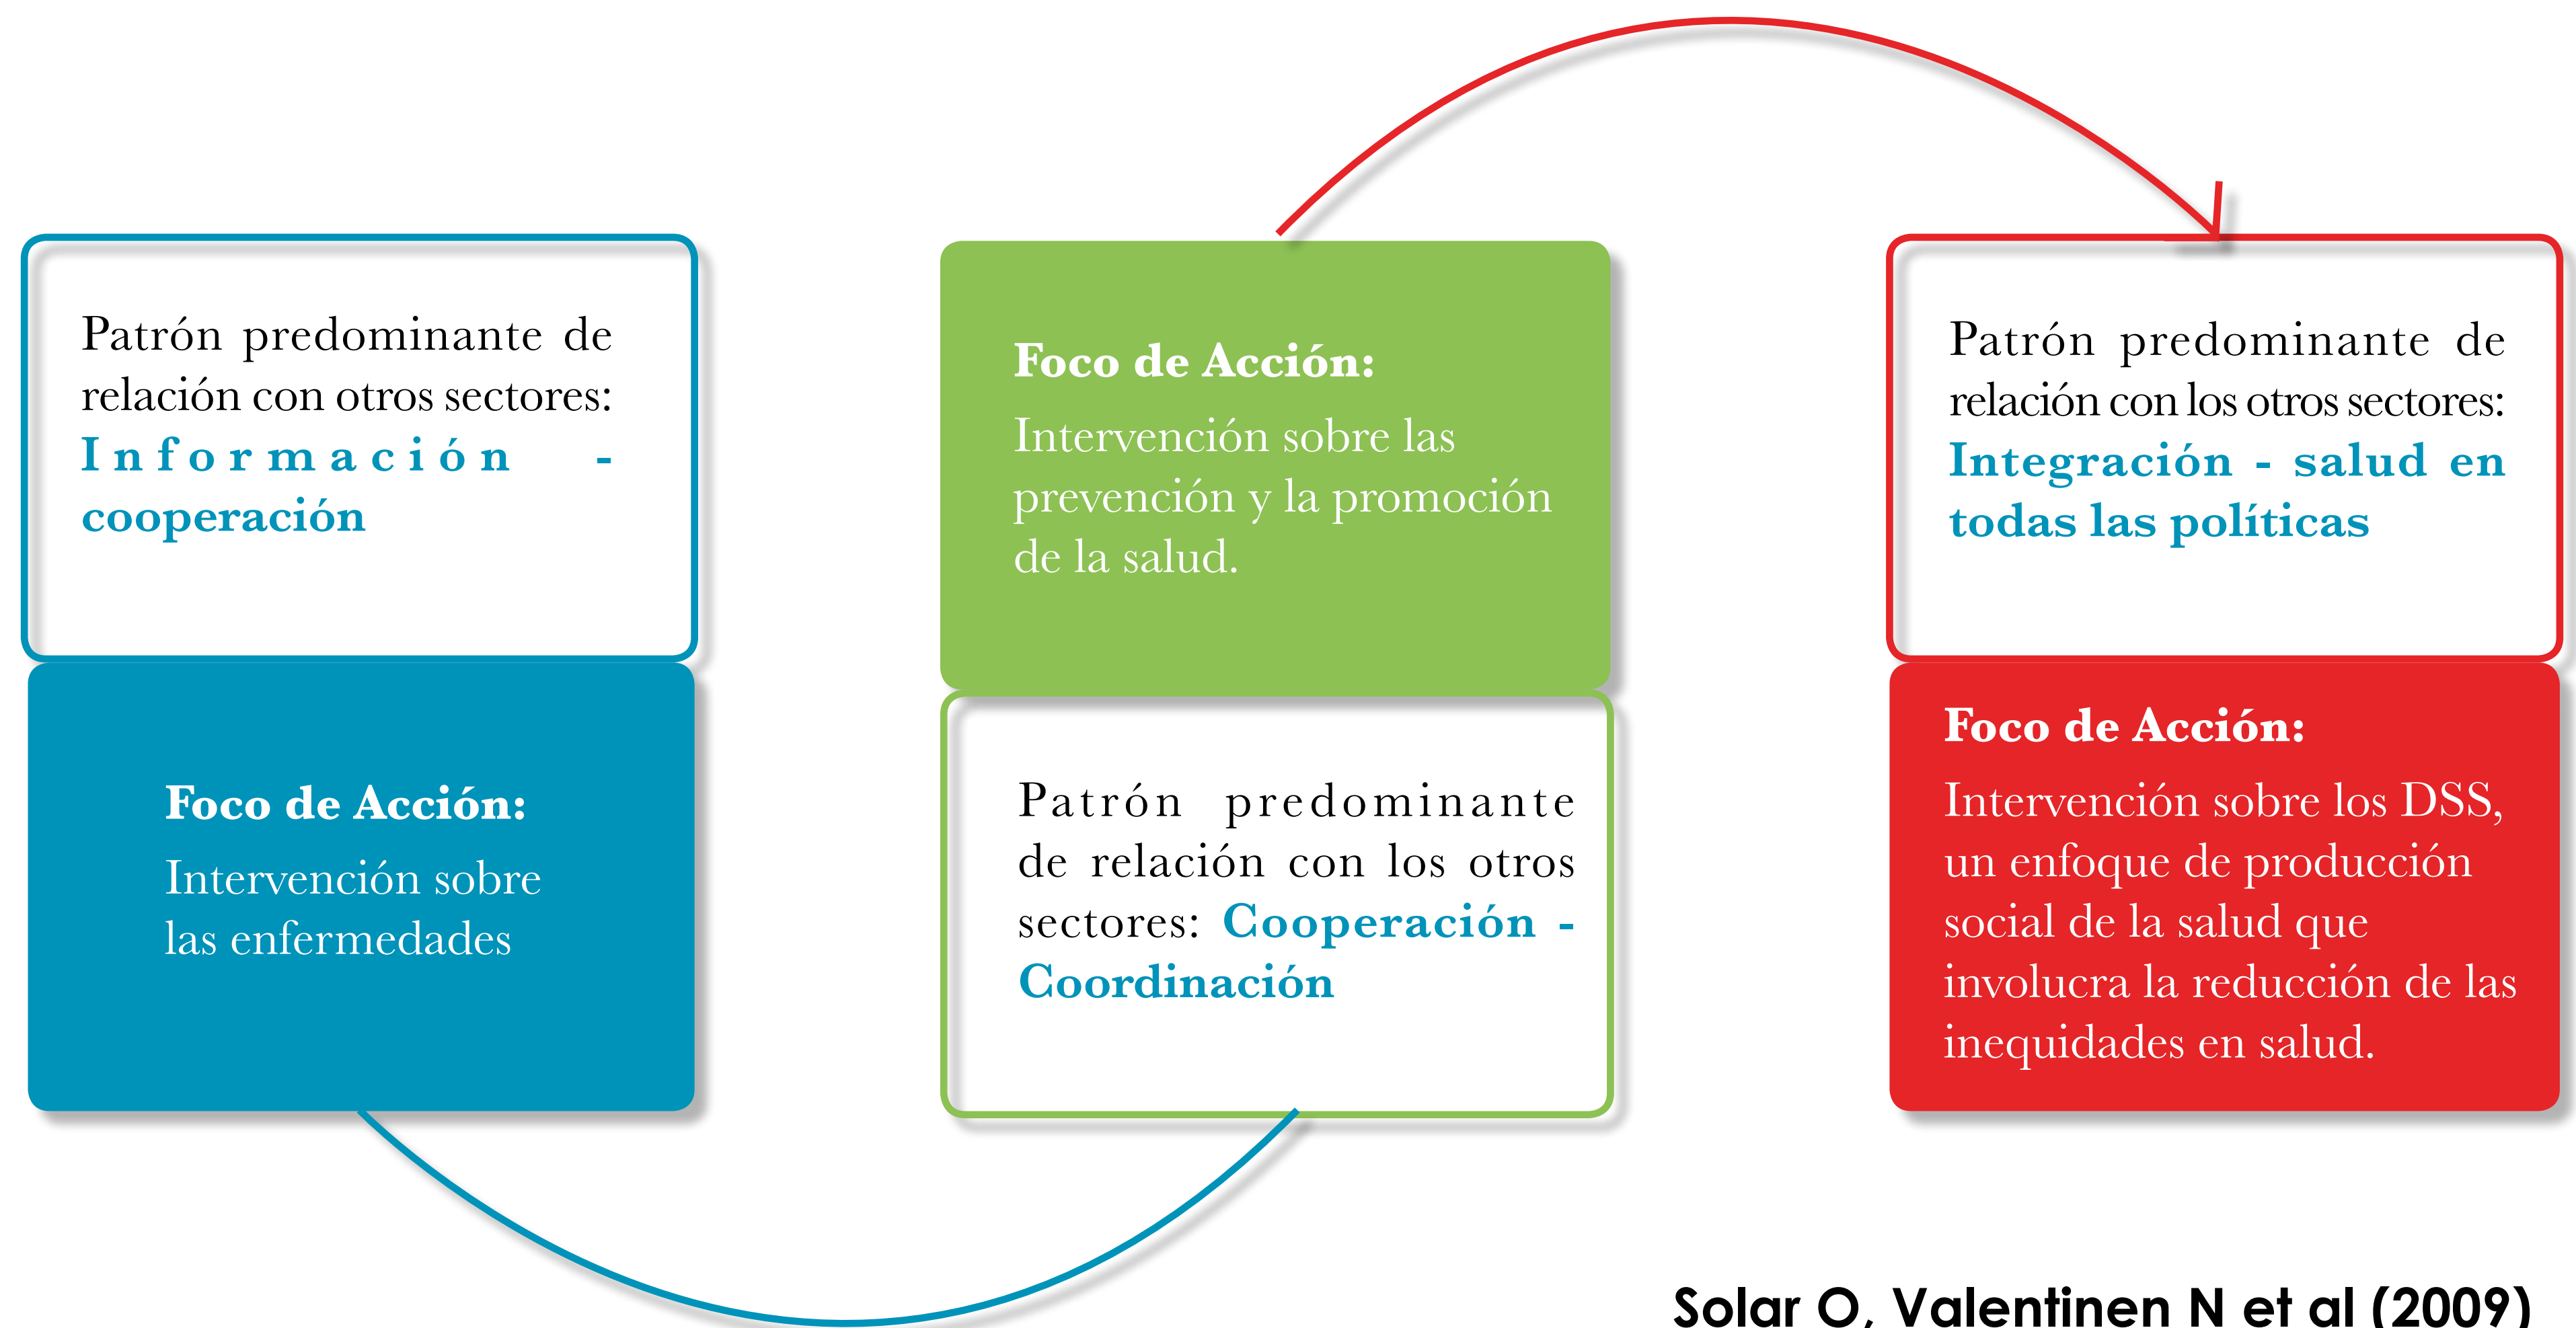 Patrón predominante de
relación con otros sectores:
Información -
cooperación
Foco de Acción:
Intervención sobre
las enfermedades
Foco de Acción:
Intervención sobre las
prevención y la promoción
de la salud.
Patrón predominante
de relación con los otros
sectores: Cooperación -
Coordinación
Patrón predominante de
relación con los otros sectores:
Integración - salud en
todas las políticas
Foco de Acción:
Intervención sobre los DSS,
un enfoque de producción
social de la salud que
involucra la reducción de las
inequidades en salud.
Solar O, Valentinen N et al (2009)